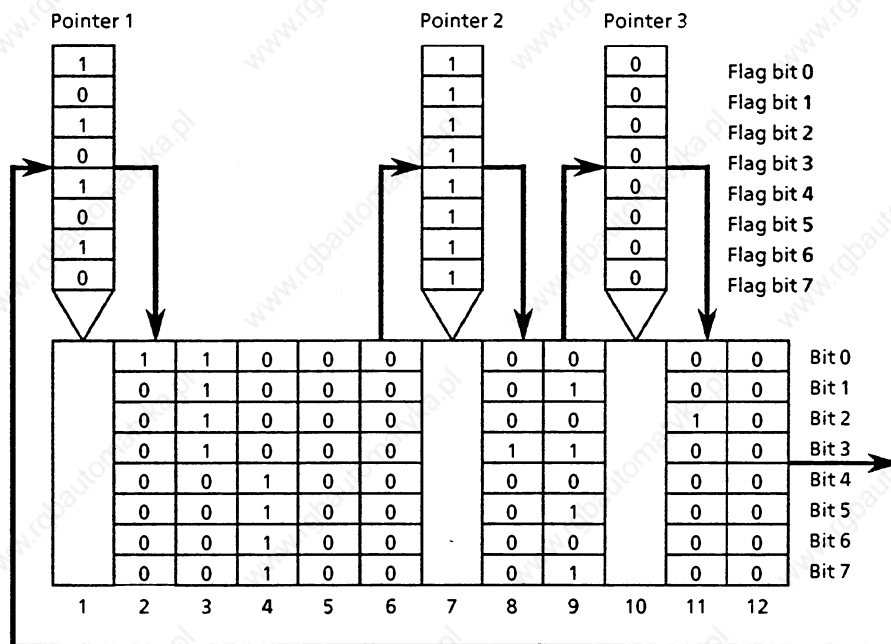 Pointer 1 Pointer 2 Pointer 3
1 1 0 Flag bit 0
0 1 0 Flag bit 1
1 1 0 Flag bit 2
0 1 0 Flag bit 3
1 1 0 Flag bit 4
0 1 0 Flag bit 5
1 1 0 Flag bit 6
0 1 0 Flag bit 7
1 1 0 0 0 0 0 0 0 Bit 0
0 1 0 0 0 0 1 0 0 Bit 1
0 1 0 0 0 0 0 1 0 Bit 2
0 1 0 0 0 1 1 0 0 Bit 3
0 0 1 0 0 0 0 0 0 Bit 4
0 0 1 0 0 0 1 0 0 Bit 5
0 0 1 0 0 0 0 0 0 Bit 6
0 0 1 0 0 0 1 0 0 Bit 7
1 2 3 4 5 6 7 8 9 10 11 12
www.rgbautomatyka.pl